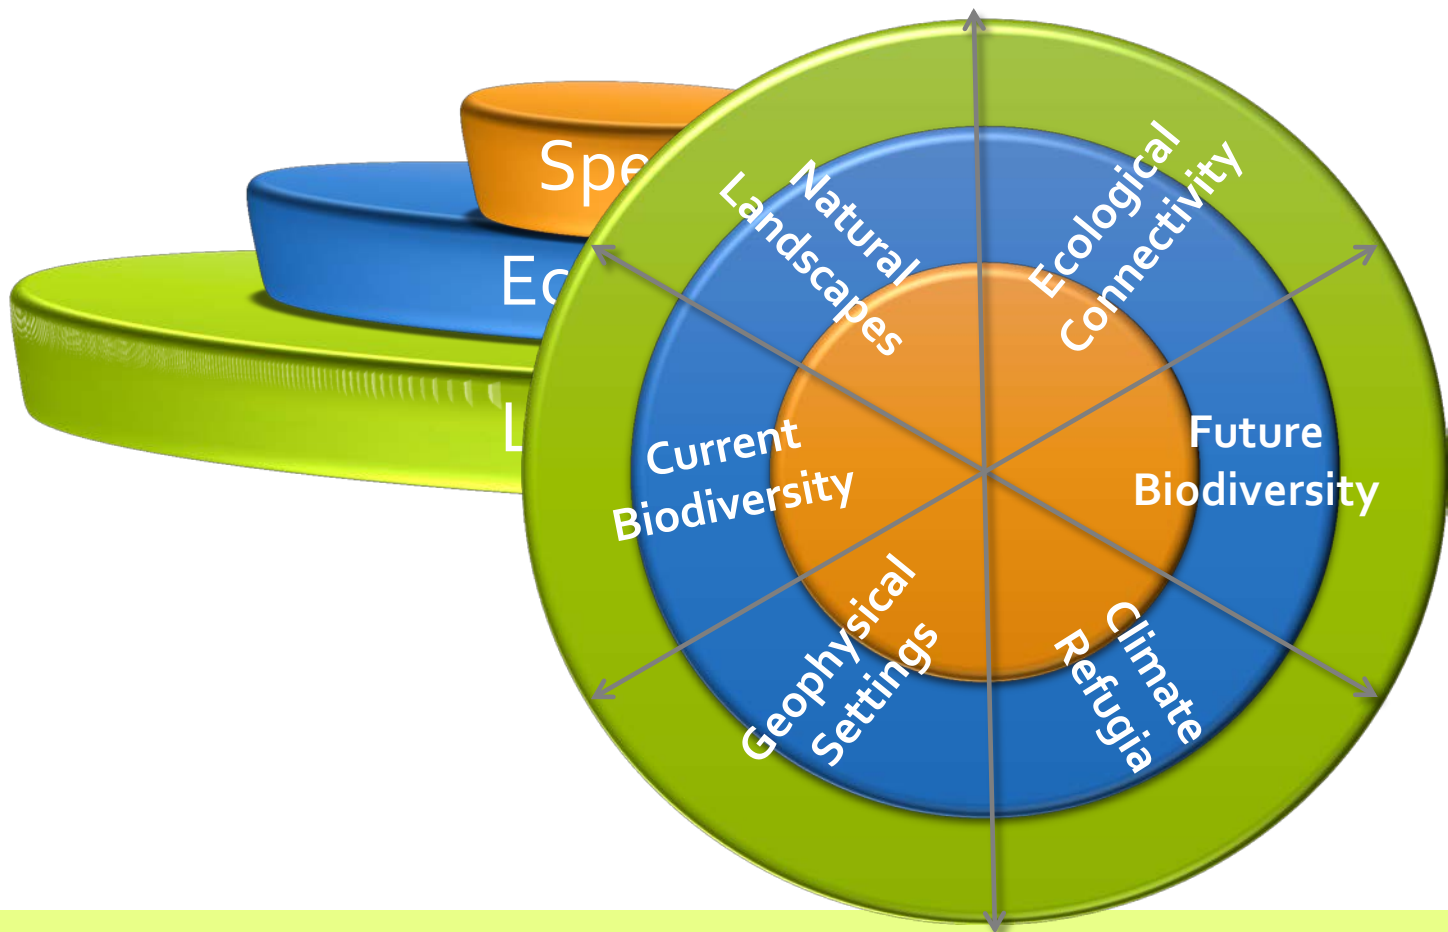 Spe
Ec
L
Natural
Landscapes
Ecological
Connectivity
Current
Biodiversity
Future
Biodiversity
Geophysical
Settings
Climate
Refugia